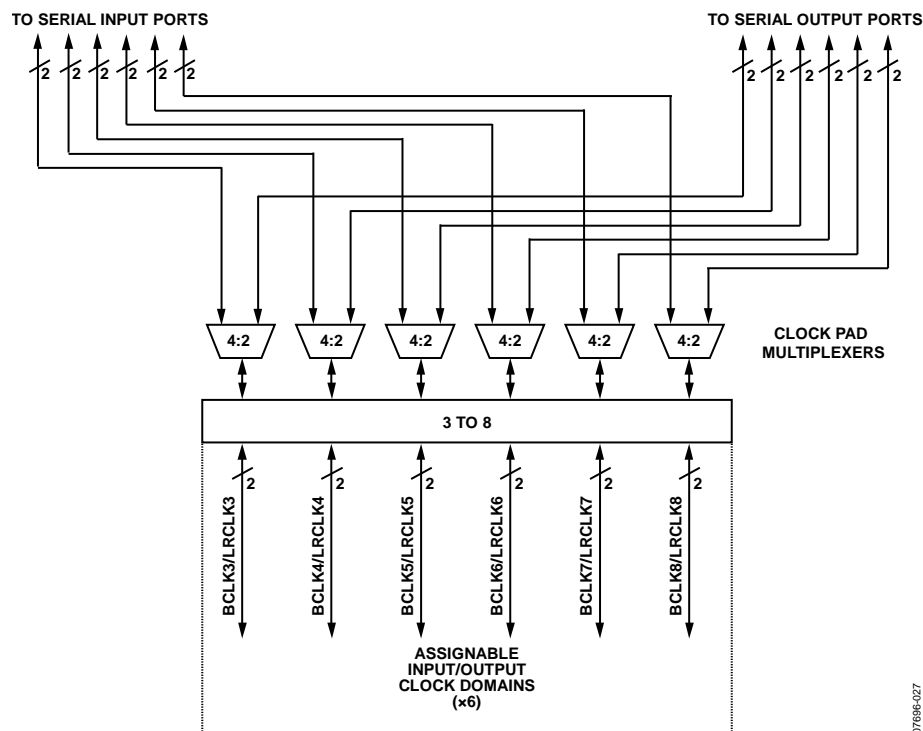 TO SERIAL INPUT PORTS
TO SERIAL OUTPUT PORTS
2 2 2 2 2 2
2 2 2 2 2 2
4:2 4:2 4:2 4:2 4:2 4:2
CLOCK PAD
MULTIPLEXERS
3 TO 8
2 2 2 2 2 2
BCLK3/LRCLK3
BCLK4/LRCLK4
BCLK5/LRCLK5
BCLK6/LRCLK6
BCLK7/LRCLK7
BCLK8/LRCLK8
ASSIGNABLE
INPUT/OUTPUT
CLOCK DOMAINS
(×6)
07696-027